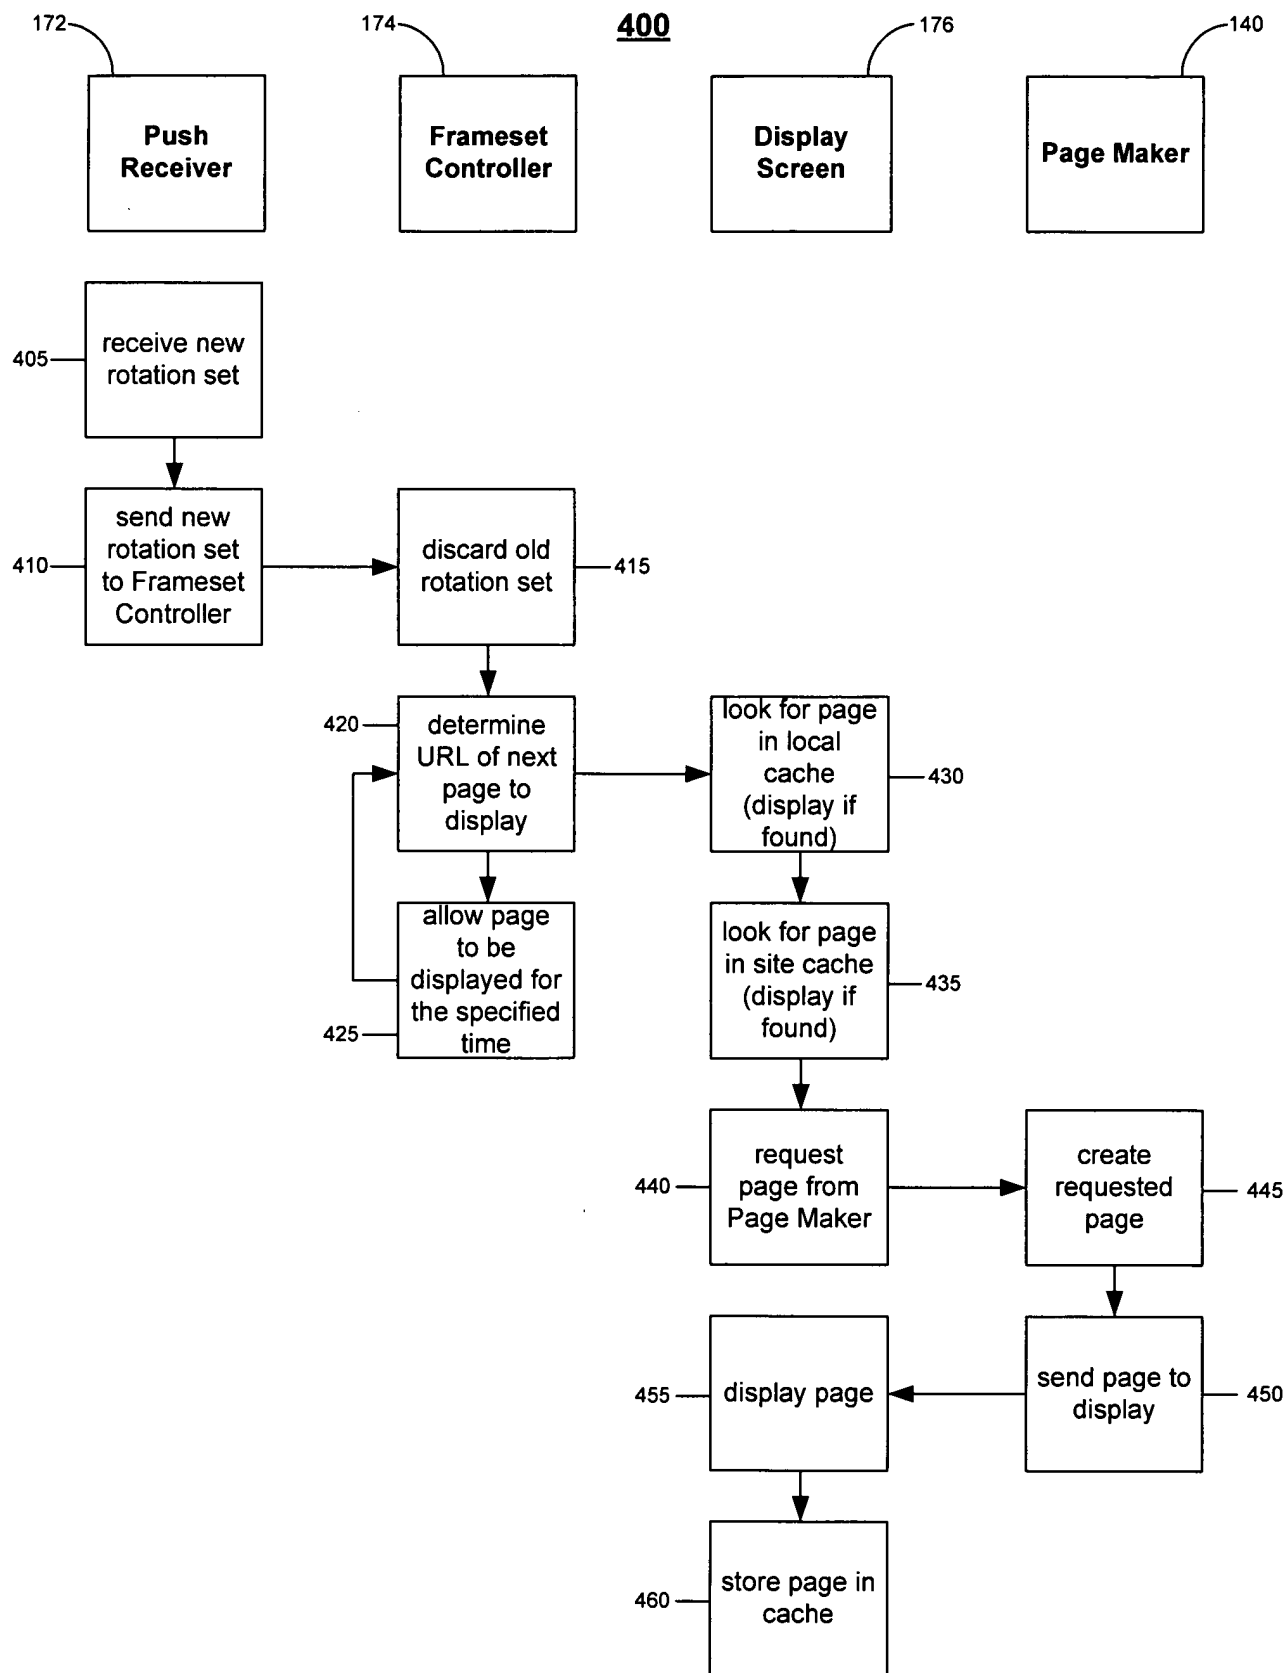 400
172
174
176
140
Push
Receiver
Frameset
Controller
Display
Screen
Page Maker
405
receive new
rotation set
410
send new
rotation set
to Frameset
Controller
discard old
rotation set
415
420
determine
URL of next
page to
display
look for page
in local
cache
(display if
found)
430
425
allow page
to be
displayed for
the specified
time
look for page
in site cache
(display if
found)
435
440
request
page from
Page Maker
create
requested
page
445
455
display page
send page to
display
450
460
store page in
cache